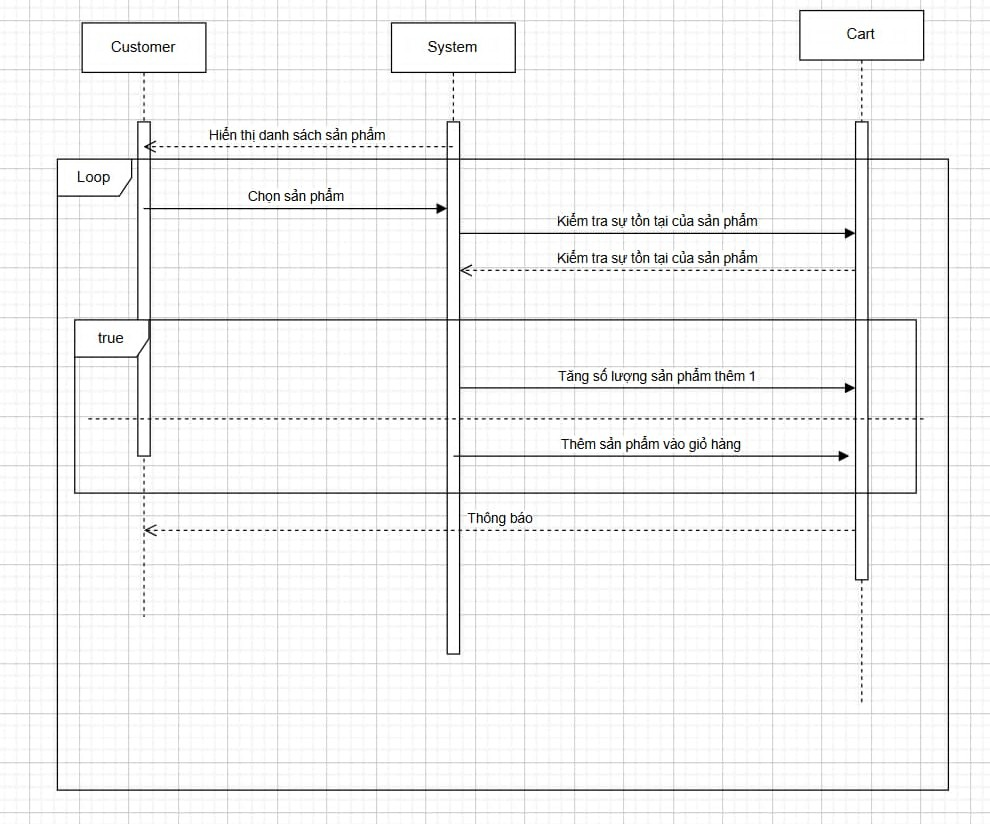 Customer
System
Cart
Hiển thị danh sách sản phẩm
Loop
Chọn sản phẩm
Kiểm tra sự tồn tại của sản phẩm
Kiểm tra sự tồn tại của sản phẩm
true
Tăng số lượng sản phẩm thêm 1
Thêm sản phẩm vào giỏ hàng
Thông báo